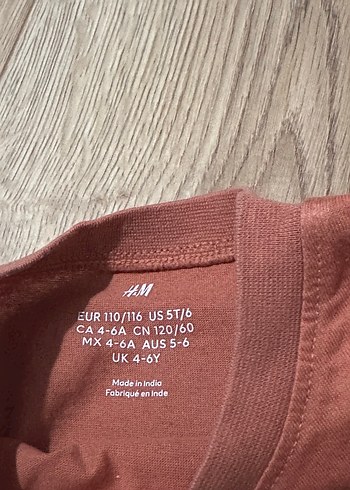 H&M
EUR 110/116 US 5T/6
CA 4-6A CN 120/60
MX 4-6A AUS 5-6
UK 4-6Y
Made in India
Fabriqué en Inde